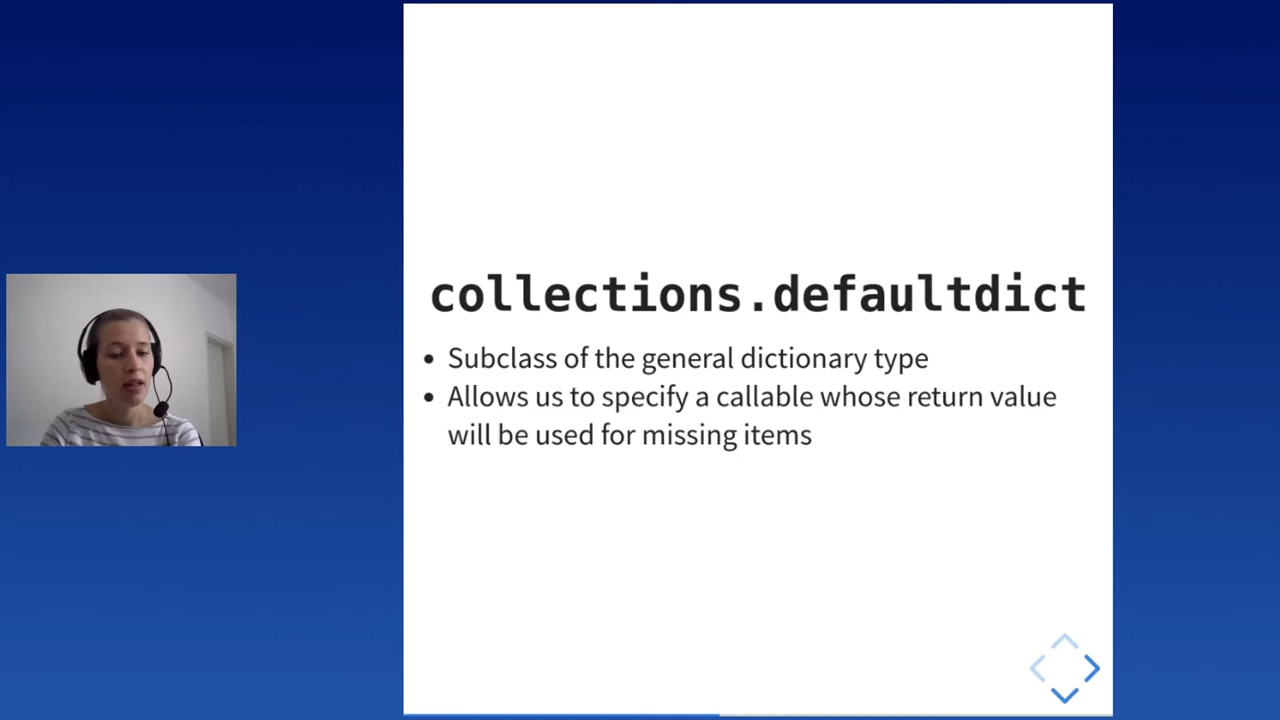 collections.defaultdict
• Subclass of the general dictionary type
• Allows us to specify a callable whose return value
will be used for missing items